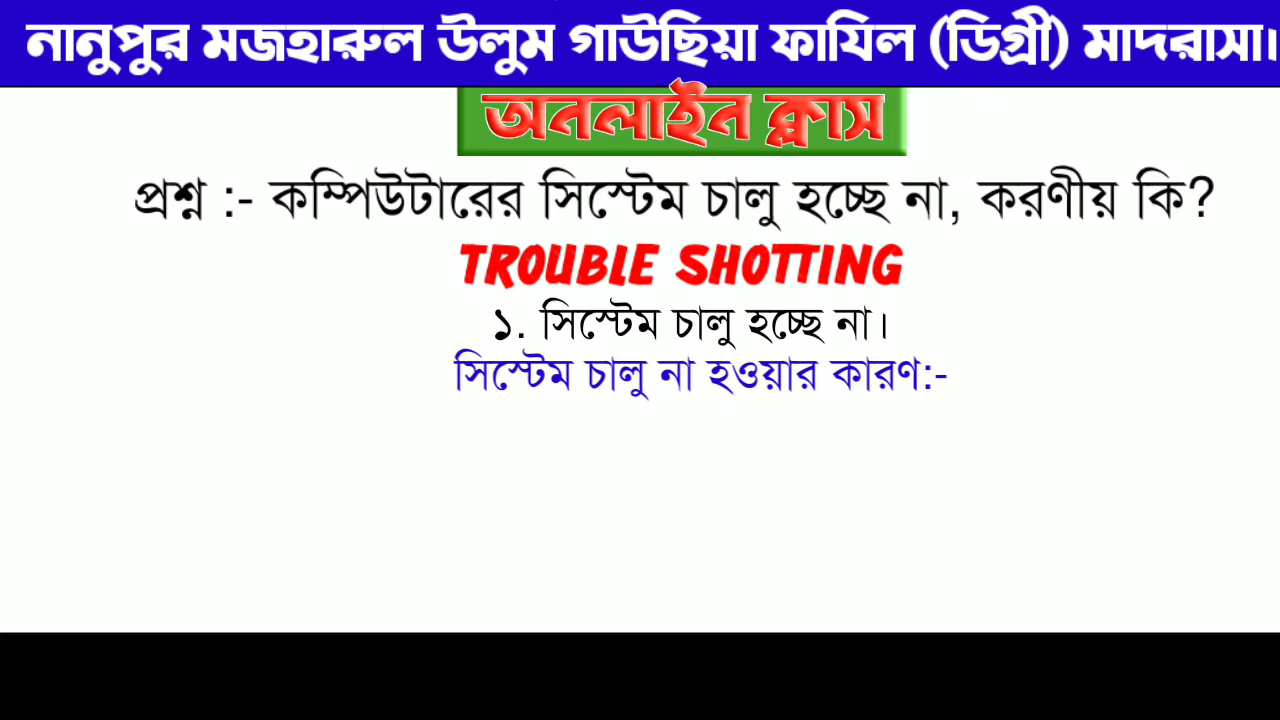 নানুপুর মজহারুল উলুম গাউছিয়া ফাযিল (ডিগ্রী) মাদরাসা।
অনলাইন ক্লাস
প্রশ্ন :- কম্পিউটারের সিস্টেম চালু হচ্ছে না, করণীয় কি?
TROUBLE SHOTTING
১. সিস্টেম চালু হচ্ছে না।
সিস্টেম চালু না হওয়ার কারণ:-